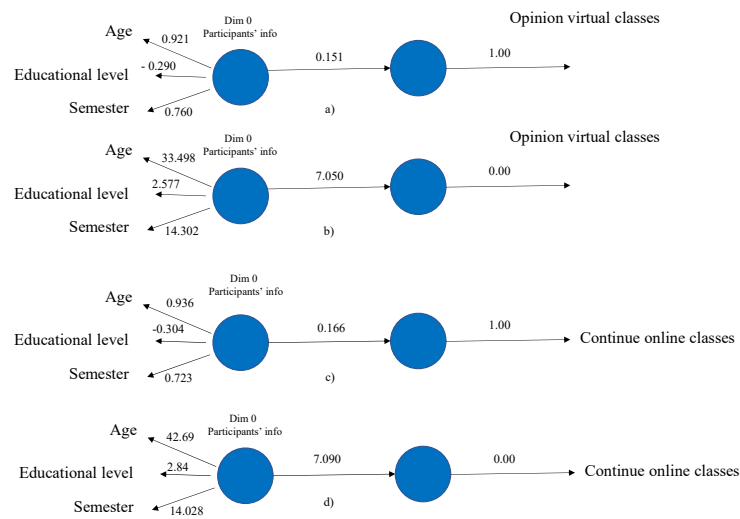 Dim 0
Participants' info
Opinion virtual classes
Age
0.921
Educational level
- 0.290
0.151
1.00
Semester
0.760
a)
Dim 0
Participants' info
Opinion virtual classes
Age
33.498
Educational level
2.577
7.050
0.00
Semester
14.302
b)
Dim 0
Participants' info
Age
0.936
Educational level
-0.304
0.166
1.00
Continue online classes
Semester
0.723
c)
Dim 0
Participants' info
Age
42.69
Educational level
2.84
7.090
0.00
Continue online classes
Semester
14.028
d)